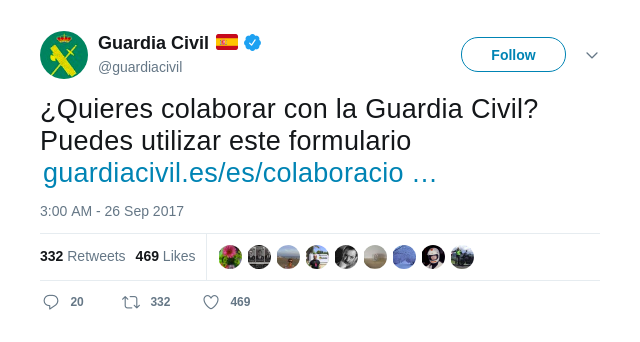 Guardia Civil
@guardiacivil
Follow
¿Quieres colaborar con la Guardia Civil?
Puedes utilizar este formulario
guardiacivil.es/es/colaboracio …
3:00 AM - 26 Sep 2017
332 Retweets 469 Likes
20 332 469